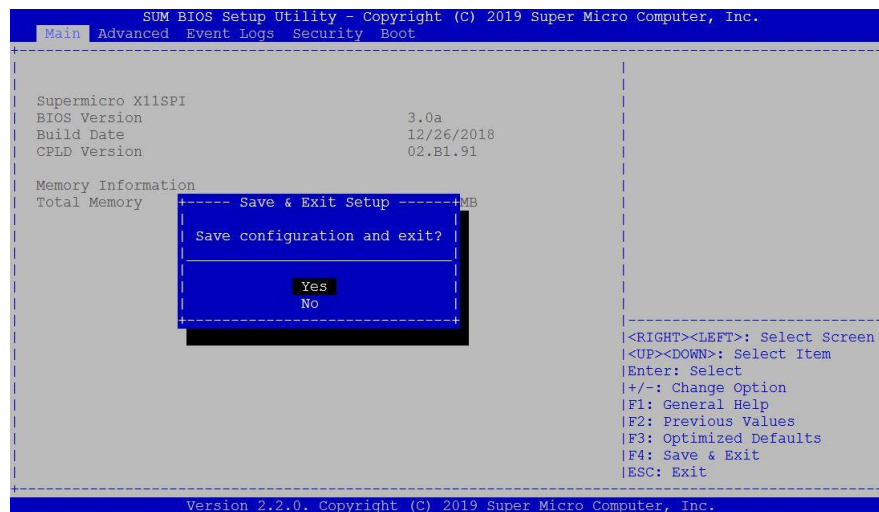 SUM BIOS Setup Utility - Copyright (C) 2019 Super Micro Computer, Inc.
Main Advanced Event Logs Security Boot
Supermicro X11SPI
BIOS Version 3.0a
Build Date 12/26/2018
CPLD Version 02.B1.91
Memory Information
Total Memory MB
Save & Exit Setup
Save configuration and exit?
Yes
No
<RIGHT><LEFT>: Select Screen
<UP><DOWN>: Select Item
Enter: Select
+/-: Change Option
F1: General Help
F2: Previous Values
F3: Optimized Defaults
F4: Save & Exit
ESC: Exit
Version 2.2.0. Copyright (C) 2019 Super Micro Computer, Inc.